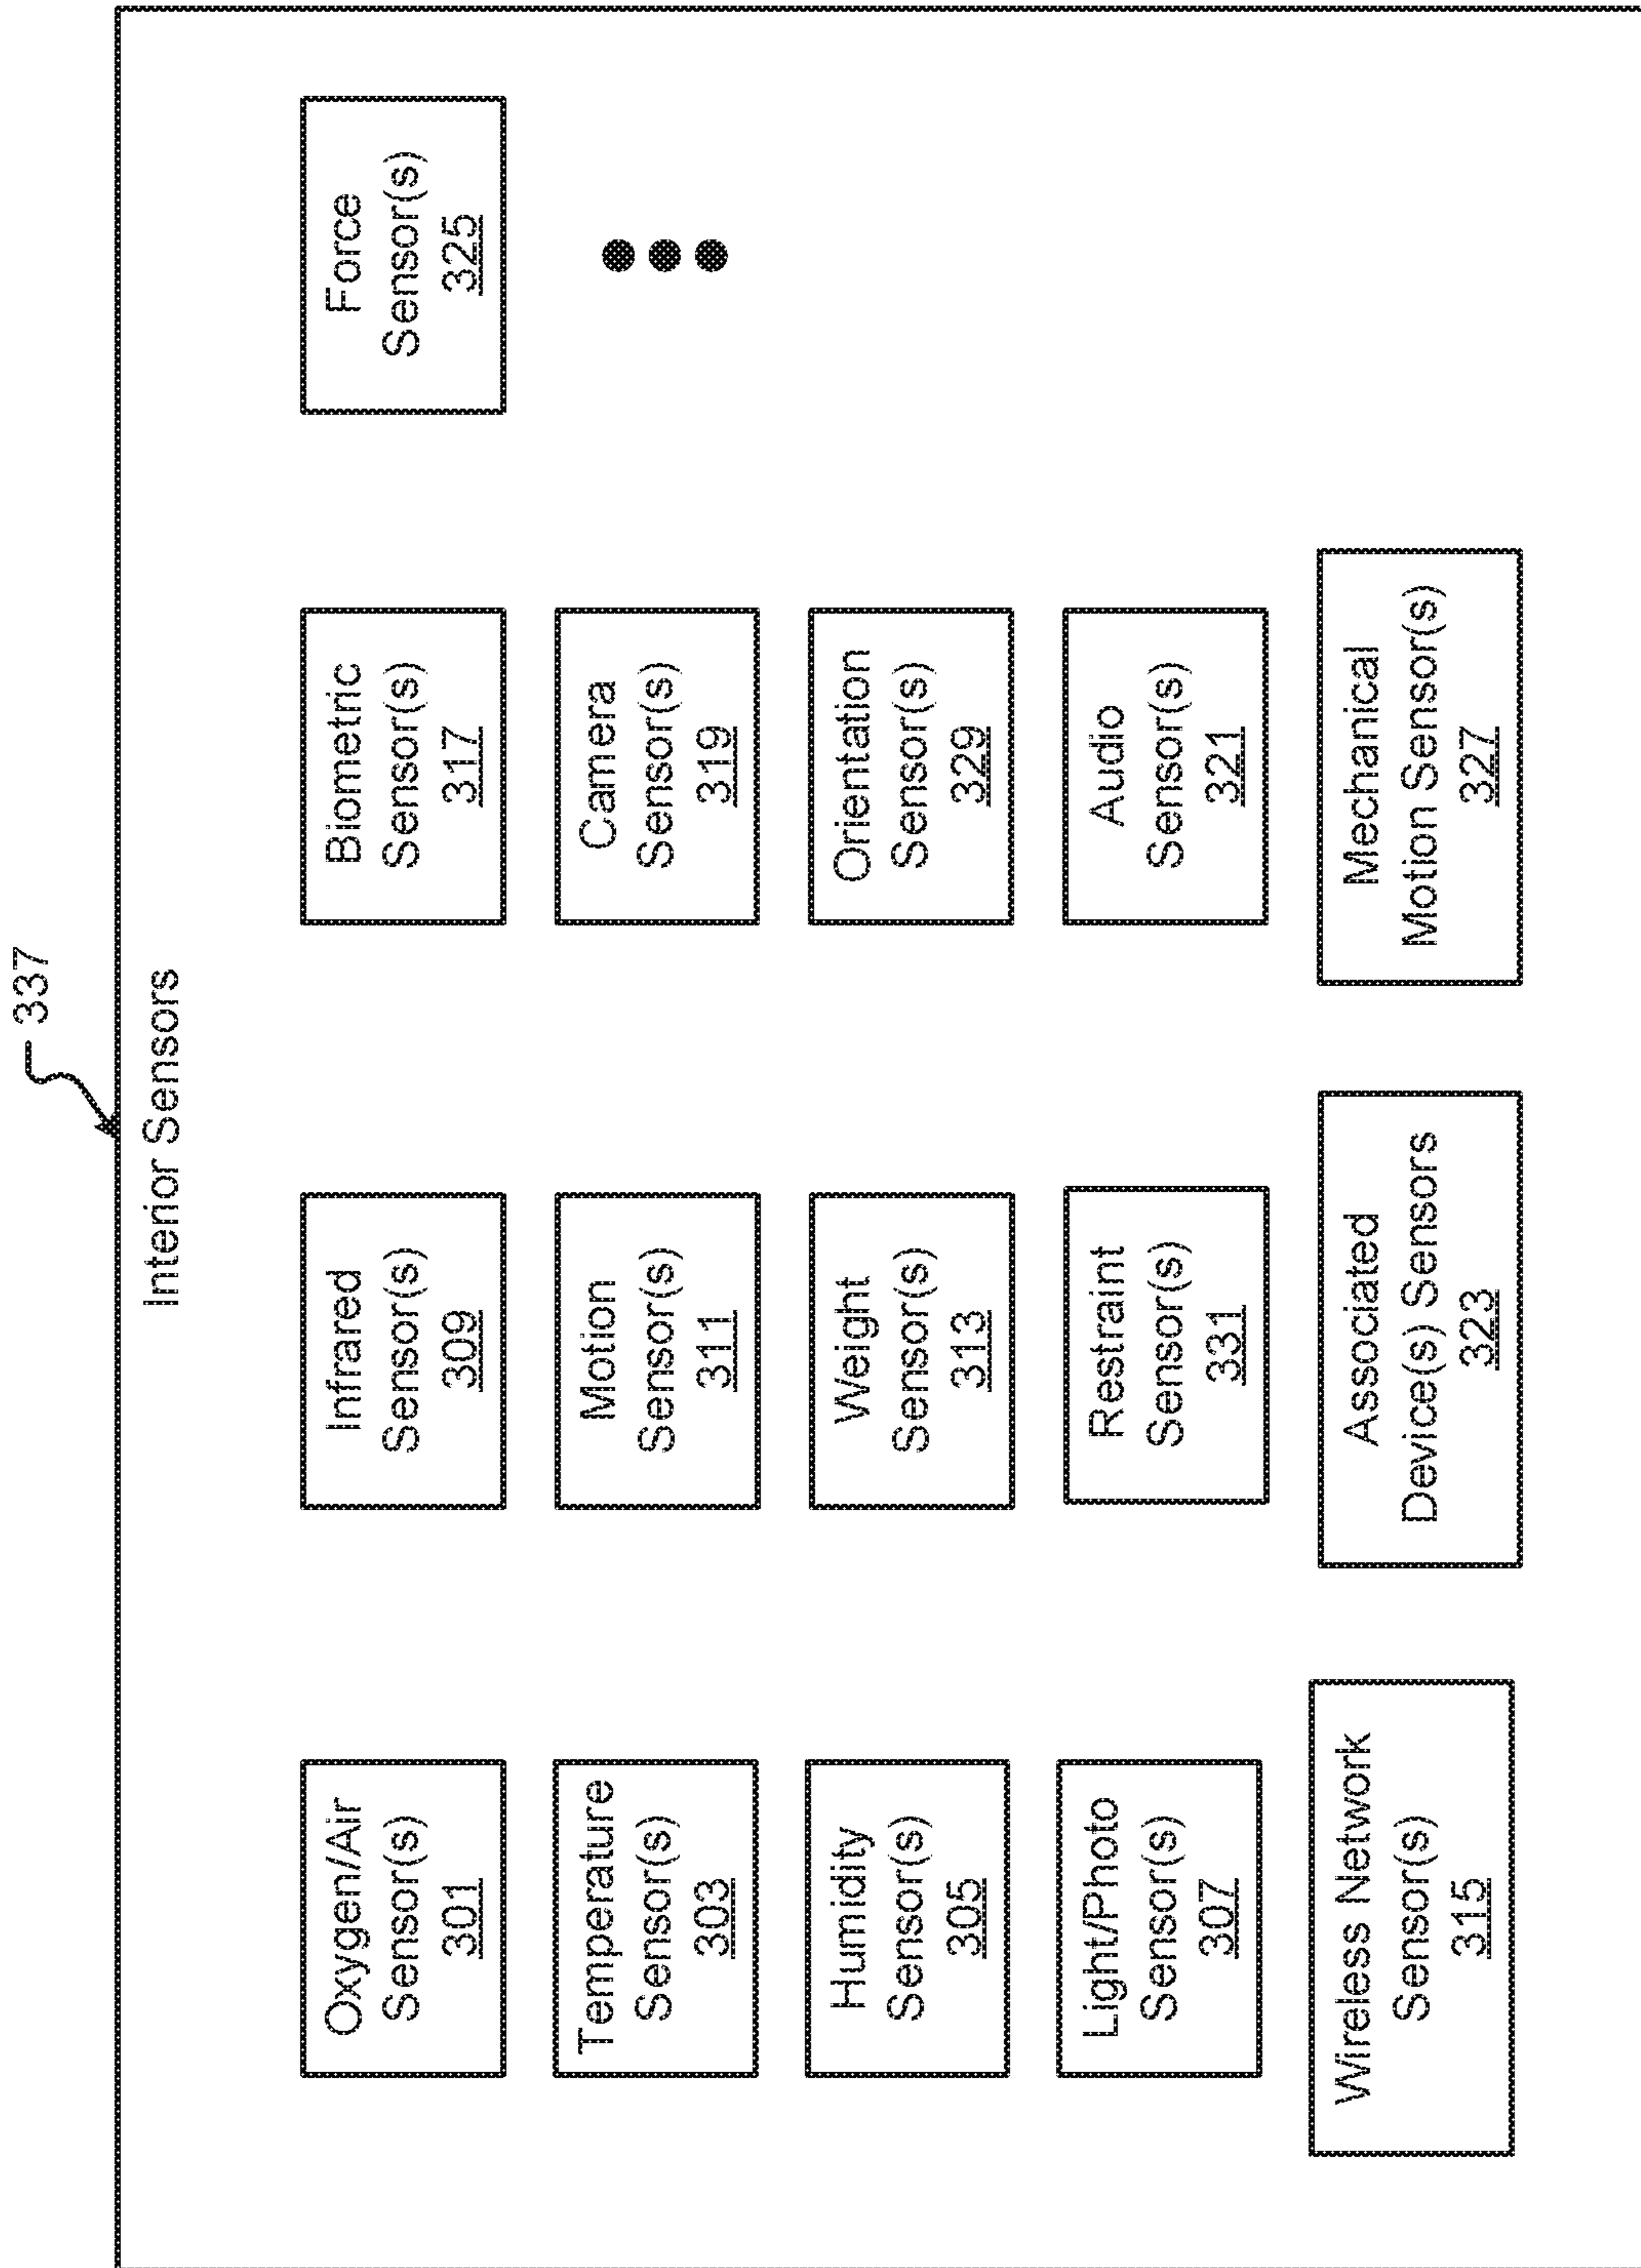 337
Interior Sensors
Oxygen/Air
Sensor(s)
301
Infrared
Sensor(s)
309
Biometric
Sensor(s)
317
Force
Sensor(s)
325
Temperature
Sensor(s)
303
Motion
Sensor(s)
311
Camera
Sensor(s)
319
Humidity
Sensor(s)
305
Weight
Sensor(s)
313
Orientation
Sensor(s)
329
Light/Photo
Sensor(s)
307
Restraint
Sensor(s)
331
Audio
Sensor(s)
321
Wireless Network
Sensor(s)
315
Associated
Device(s) Sensors
323
Mechanical
Motion Sensor(s)
327